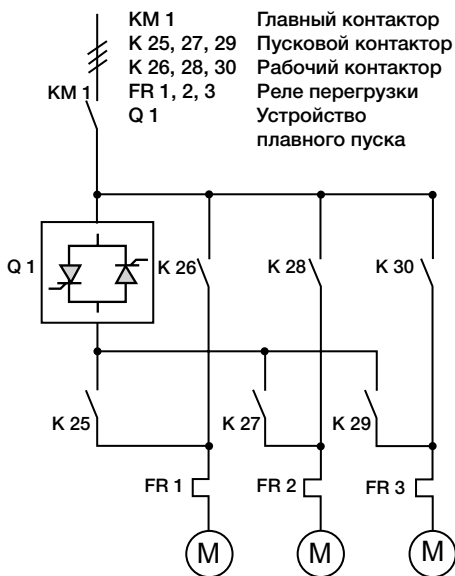 KM 1 Главный контактор
K 25, 27, 29 Пусковой контактор
K 26, 28, 30 Рабочий контактор
FR 1, 2, 3 Реле перегрузки
Q 1 Устройство
плавного пуска
KM 1
Q 1
K 26
K 28
K 30
K 25
K 27
K 29
FR 1
FR 2
FR 3
M
M
M